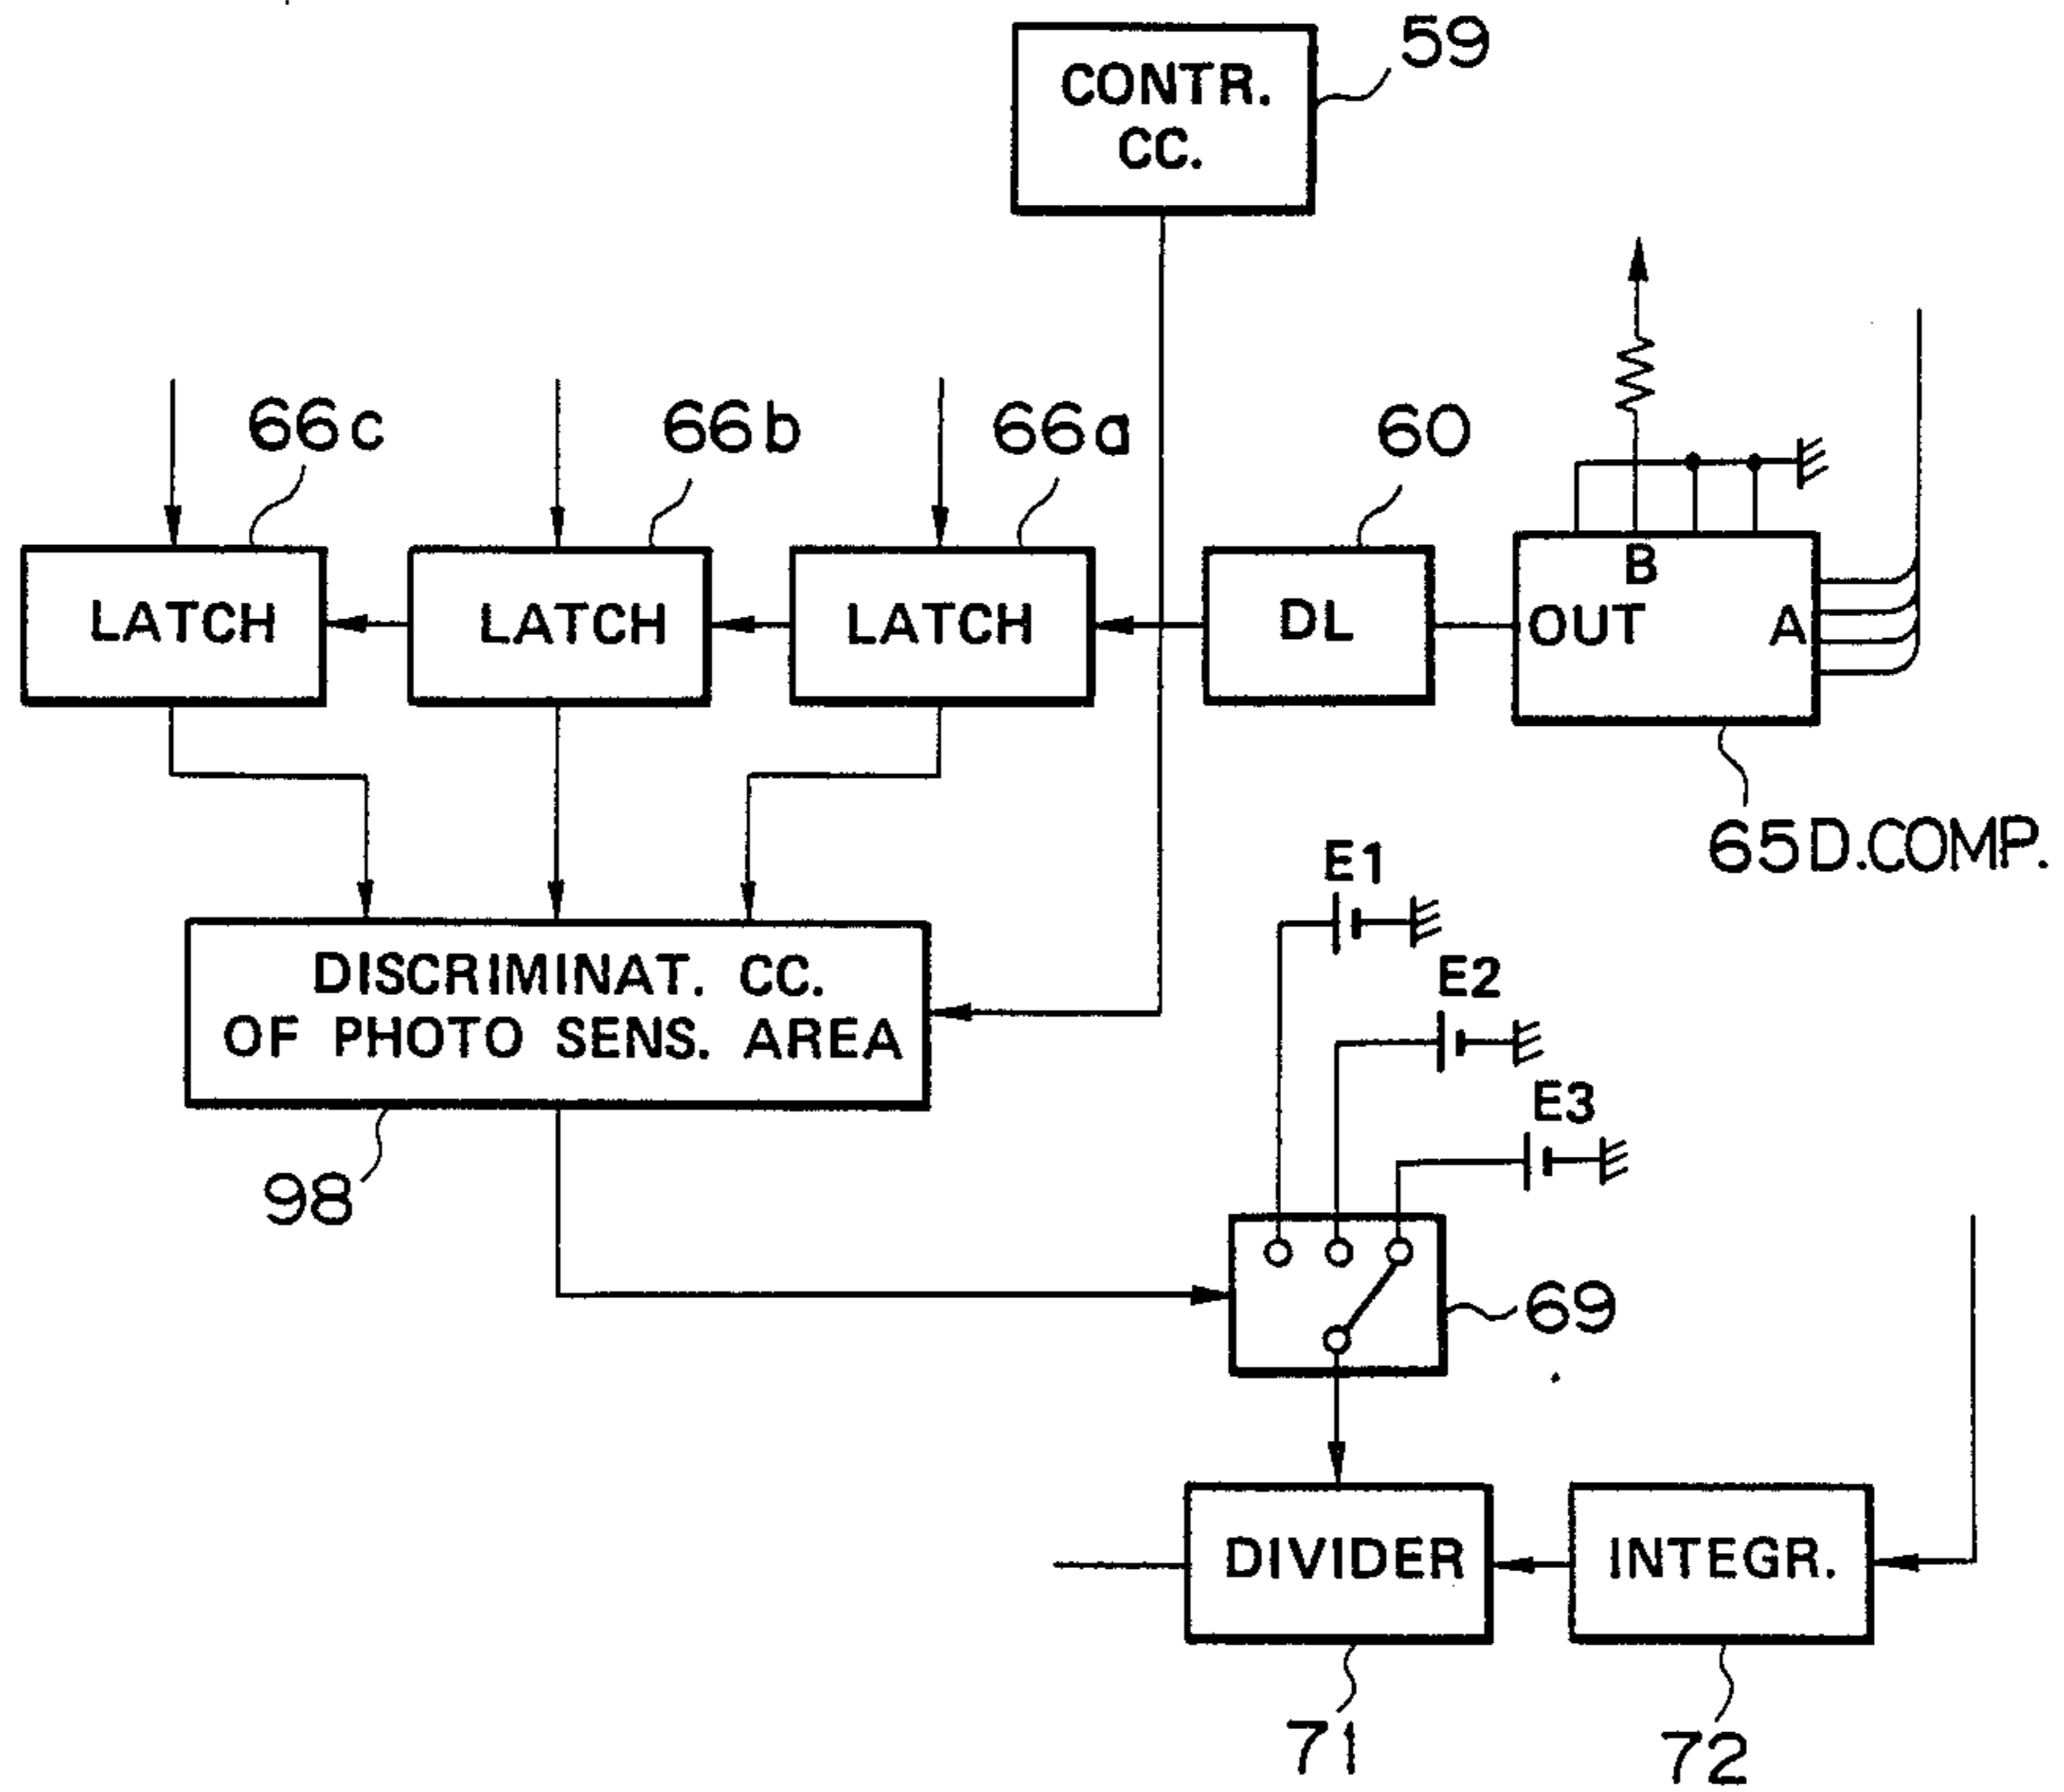 59
CONTR.
CC.
66c
66b
66a
60
LATCH
LATCH
LATCH
DL
B
OUT
A
65D.COMP.
E1
DISCRIMINAT. CC.
OF PHOTO SENS. AREA
E2
E3
98
69
DIVIDER
INTEGR.
71
72